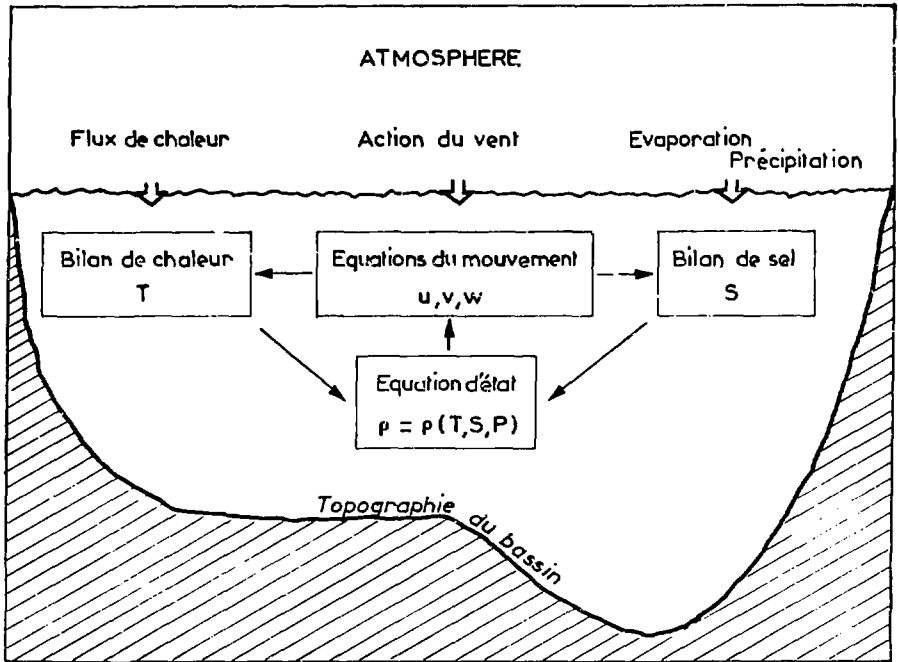 ATMOSPHERE
Flux de chaleur
Action du vent
Evaporation
Précipitation
Bilan de chaleur
T
Equations du mouvement
u,v,w
Bilan de sel
S
Equation d'état
ρ = ρ(T,S,P)
Topographie
du bassin